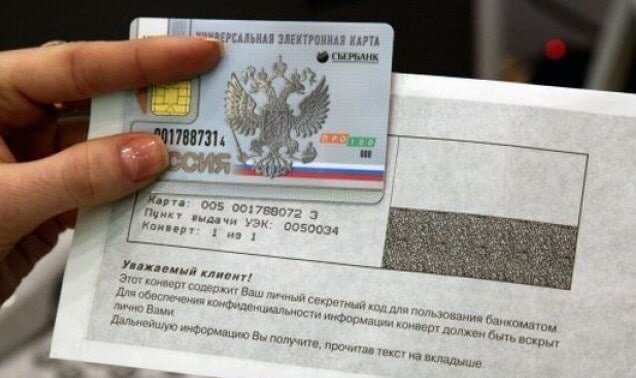 УНИВЕРСАЛЬНАЯ ЭЛЕКТРОННАЯ КАРТА
СБЕРБАНК
0017887314
ПРО100
РОССИЯ
Карта: 005 001788072 3
Пункт выдачи УЭК: 0050034
Конверт: 1 из 1
Уважаемый клиент!
Этот конверт содержит Ваш личный секретный код для пользования банкоматом
Для обеспечения конфиденциальности информации конверт должен быть вскрыт
лично Вами
Дальнейшую информацию Вы получите, прочитав текст на вкладыше